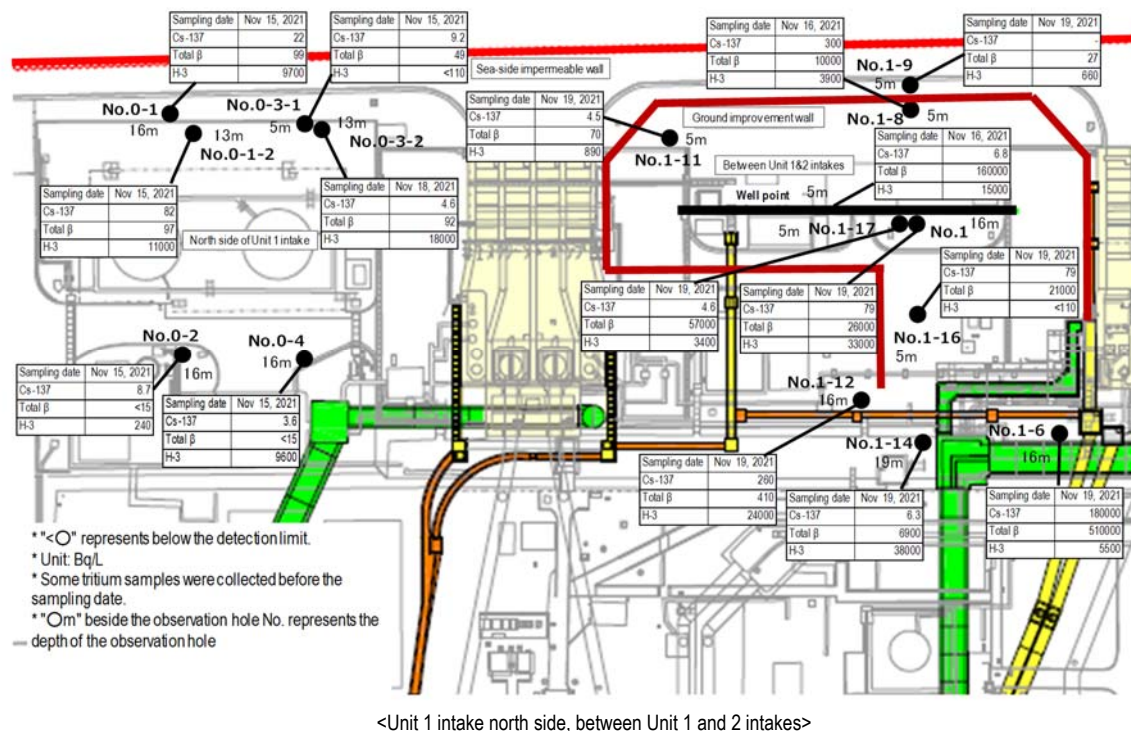 Sampling date Nov 15, 2021
Cs-137 22
Total β 99
H-3 9700
Sampling date Nov 15, 2021
Cs-137 9.2
Total β 49
H-3 <110
Sampling date Nov 16, 2021
Cs-137 300
Total β 10000
H-3 3900
Sampling date Nov 19, 2021
Cs-137 -
Total β 27
H-3 660
Sea-side impermeable wall
No.1-9
5m
No.0-1
16m
No.0-3-1
5m
13m
No.0-3-2
13m
No.0-1-2
Sampling date Nov 19, 2021
Cs-137 4.5
Total β 70
H-3 890
5m
No.1-11
Ground improvement wall
No.1-8
5m
Sampling date Nov 16, 2021
Cs-137 6.8
Total β 160000
H-3 15000
Between Unit 1&2 intakes
Well point
5m
5m
No.1-17
No.1
16m
Sampling date Nov 15, 2021
Cs-137 82
Total β 97
H-3 11000
North side of Unit 1 intake
Sampling date Nov 18, 2021
Cs-137 4.6
Total β 92
H-3 18000
Sampling date Nov 19, 2021
Cs-137 79
Total β 21000
H-3 <110
Sampling date Nov 19, 2021
Cs-137 4.6
Total β 57000
H-3 3400
Sampling date Nov 19, 2021
Cs-137 79
Total β 26000
H-3 33000
No.1-16
5m
No.0-2
16m
No.0-4
16m
Sampling date Nov 15, 2021
Cs-137 8.7
Total β <15
H-3 240
Sampling date Nov 15, 2021
Cs-137 3.6
Total β <15
H-3 9600
No.1-12
16m
No.1-14
19m
No.1-6
16m
Sampling date Nov 19, 2021
Cs-137 260
Total β 410
H-3 24000
Sampling date Nov 19, 2021
Cs-137 6.3
Total β 6900
H-3 38000
Sampling date Nov 19, 2021
Cs-137 180000
Total β 510000
H-3 5500
* "<O" represents below the detection limit.
* Unit: Bq/L
* Some tritium samples were collected before the
sampling date.
* "Om" beside the observation hole No. represents the
depth of the observation hole
<Unit 1 intake north side, between Unit 1 and 2 intakes>